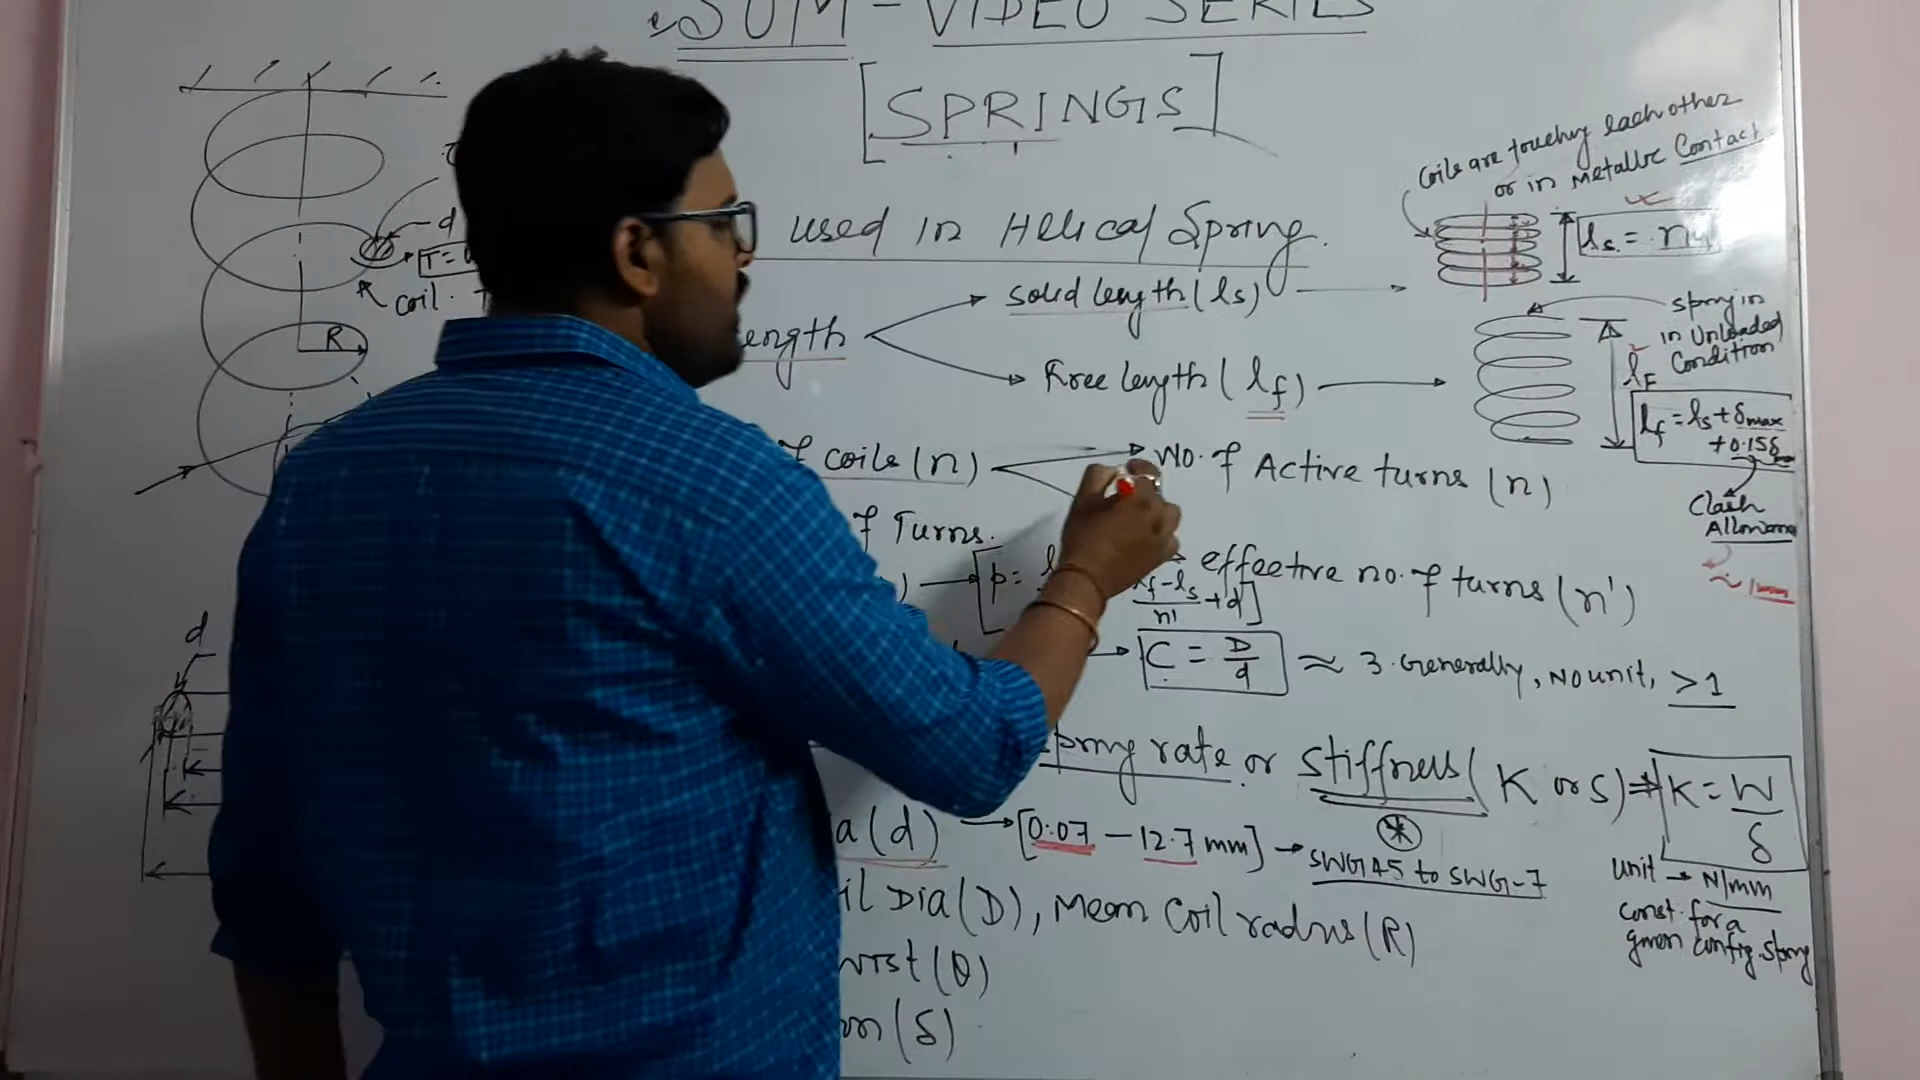 SOM - VIDEO SERIES
[SPRINGS]
coils are touching each other
or in Metallic Contact
used in Helical Spring.
ls = n
d
T =
coil.
R
Solid length (ls)
ength
Free length (lf)
spring in
in Unloaded
Condition
lF
lf = ls + δmax
+ 0.15δ
Clash
Allowance
~ 1mm
of coils (n)
No. of Active turns (n)
of Turns.
effective no. of turns (n')
p =
lf - ls
n'
+ d]
C = D
d
≈ 3. Generally, No unit, > 1
spring rate or stiffness (K or S) ⇒ K = W
δ
unit → N/mm
const. for a
given config. spring
d
a (d) → [0.07 - 12.7 mm] → SWG 45 to SWG-7
il Dia (D), Mean Coil radius (R)
wist (θ)
on (δ)